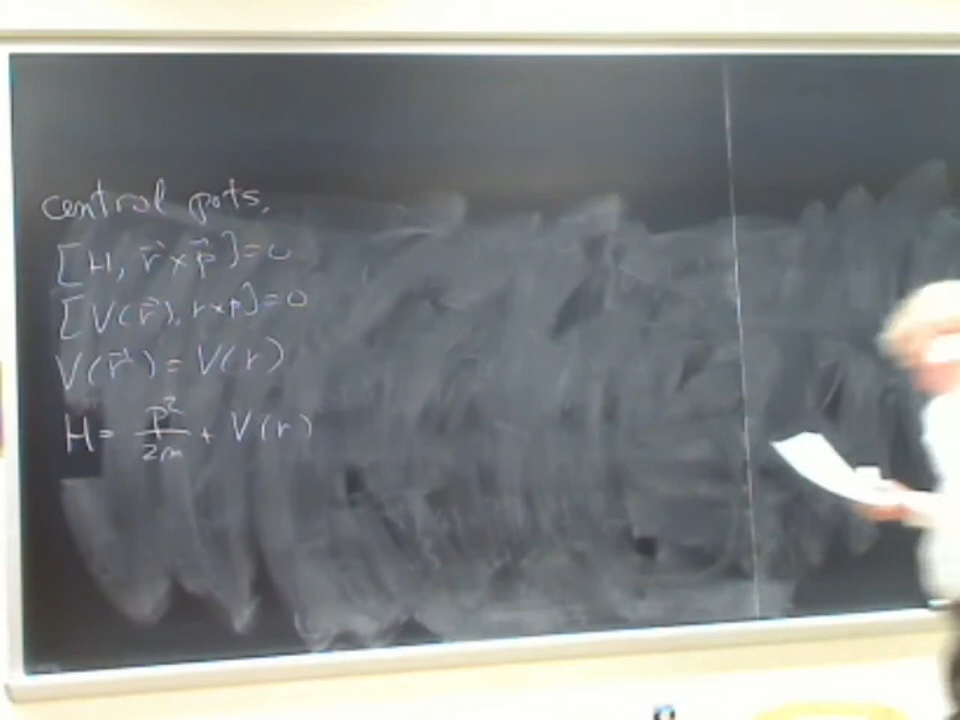 central pots.
[H, r⃗ × p⃗] = 0
[V(r⃗), r×p] = 0
V(r⃗) = V(r)
H = p²/2m + V(r)